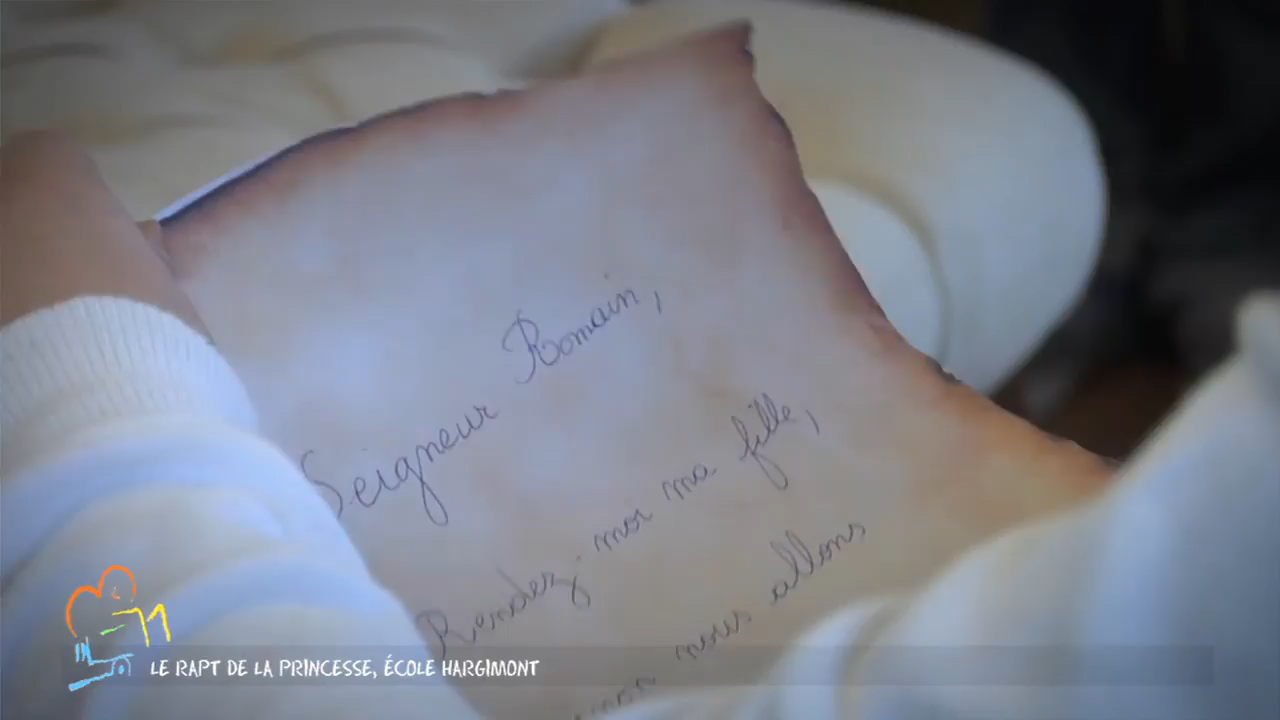 Seigneur Romain,
Rendez-moi ma fille,
nous allons
LE RAPT DE LA PRINCESSE, ÉCOLE HARGIMONT